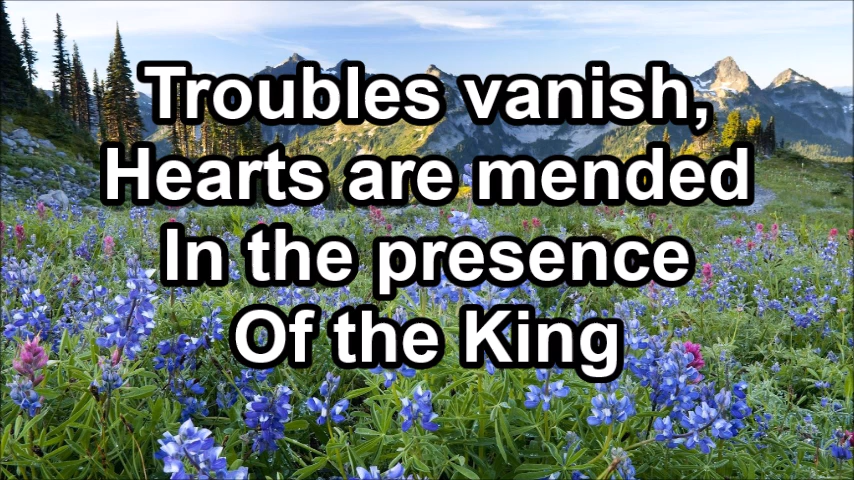 Troubles vanish,
Hearts are mended
In the presence
Of the King